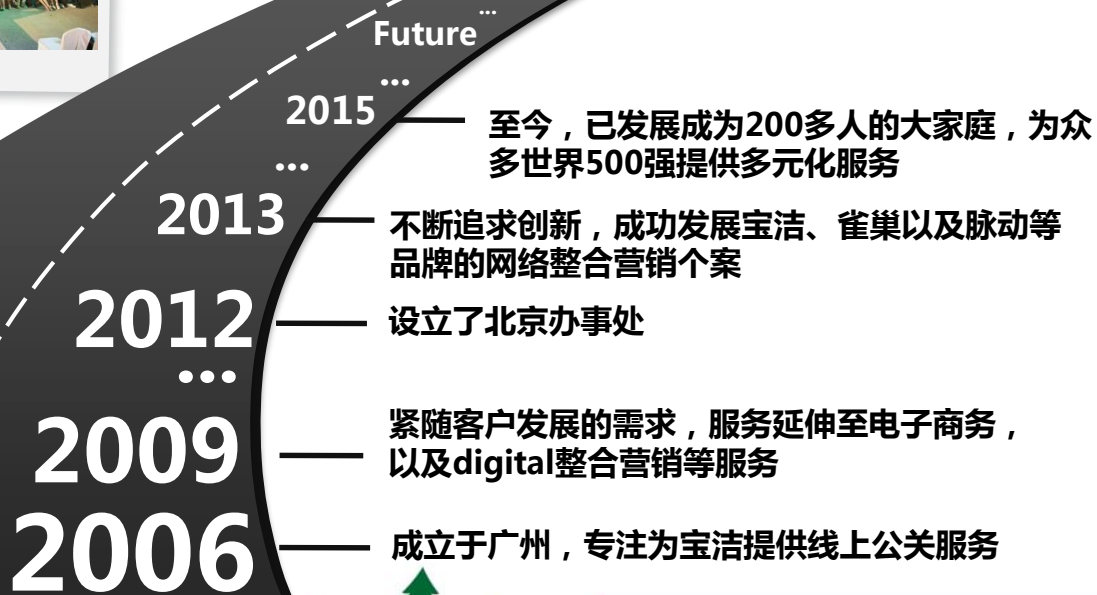 ...
Future
...
2015
至今，已发展成为200多人的大家庭，为众
多世界500强提供多元化服务
...
2013
不断追求创新，成功发展宝洁、雀巢以及脉动等
品牌的网络整合营销个案
2012
设立了北京办事处
...
2009
紧随客户发展的需求，服务延伸至电子商务，
以及digital整合营销等服务
2006
成立于广州，专注为宝洁提供线上公关服务